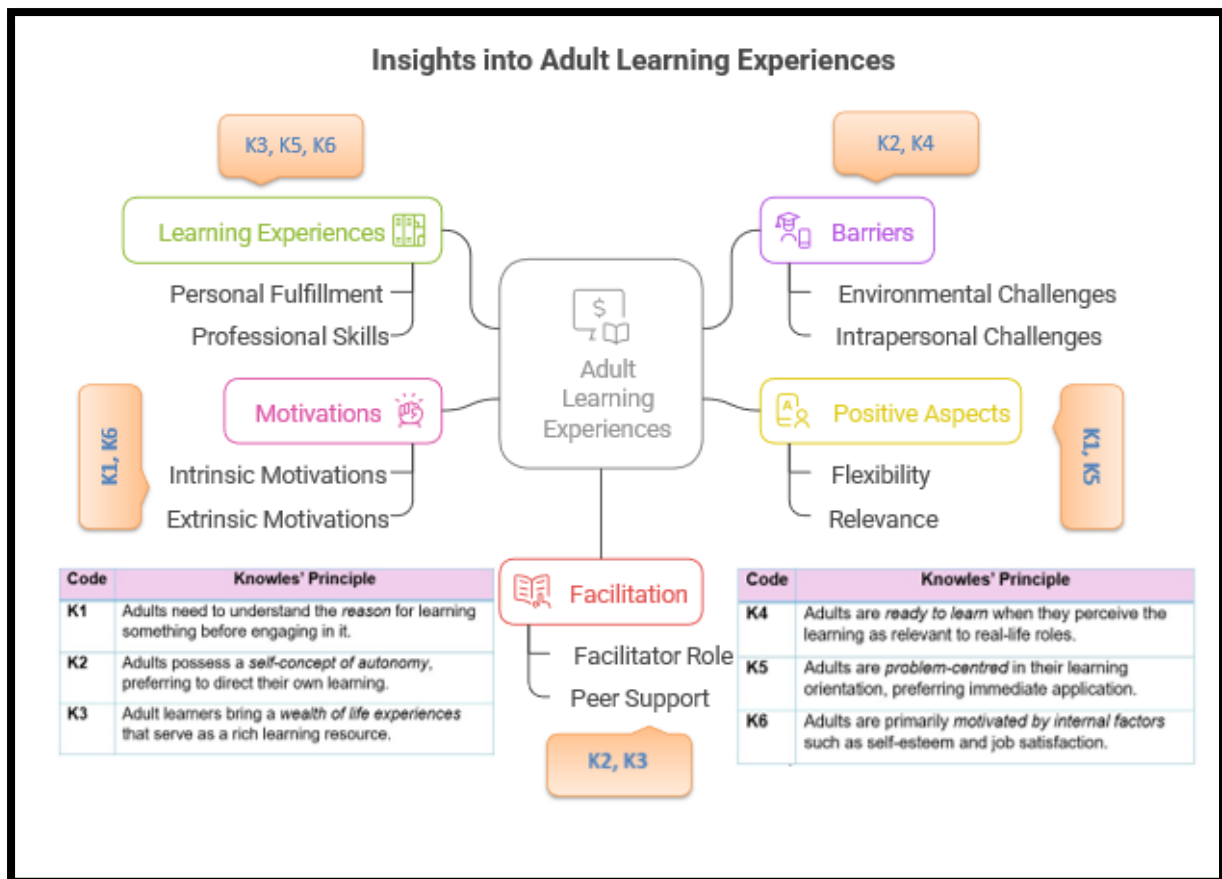 Insights into Adult Learning Experiences
K3, K5, K6
K2, K4
Learning Experiences
Personal Fulfillment
Professional Skills
Barriers
Environmental Challenges
Intrapersonal Challenges
$
Adult
Learning
Experiences
K1, K6
Motivations
Intrinsic Motivations
Extrinsic Motivations
A
Positive Aspects
Flexibility
Relevance
K1, K5
Facilitation
Facilitator Role
Peer Support
K2, K3
Code Knowles' Principle
K1 Adults need to understand the reason for learning
something before engaging in it.
K2 Adults possess a self-concept of autonomy,
preferring to direct their own learning.
K3 Adult learners bring a wealth of life experiences
that serve as a rich learning resource.
Code Knowles' Principle
K4 Adults are ready to learn when they perceive the
learning as relevant to real-life roles.
K5 Adults are problem-centred in their learning
orientation, preferring immediate application.
K6 Adults are primarily motivated by internal factors
such as self-esteem and job satisfaction.